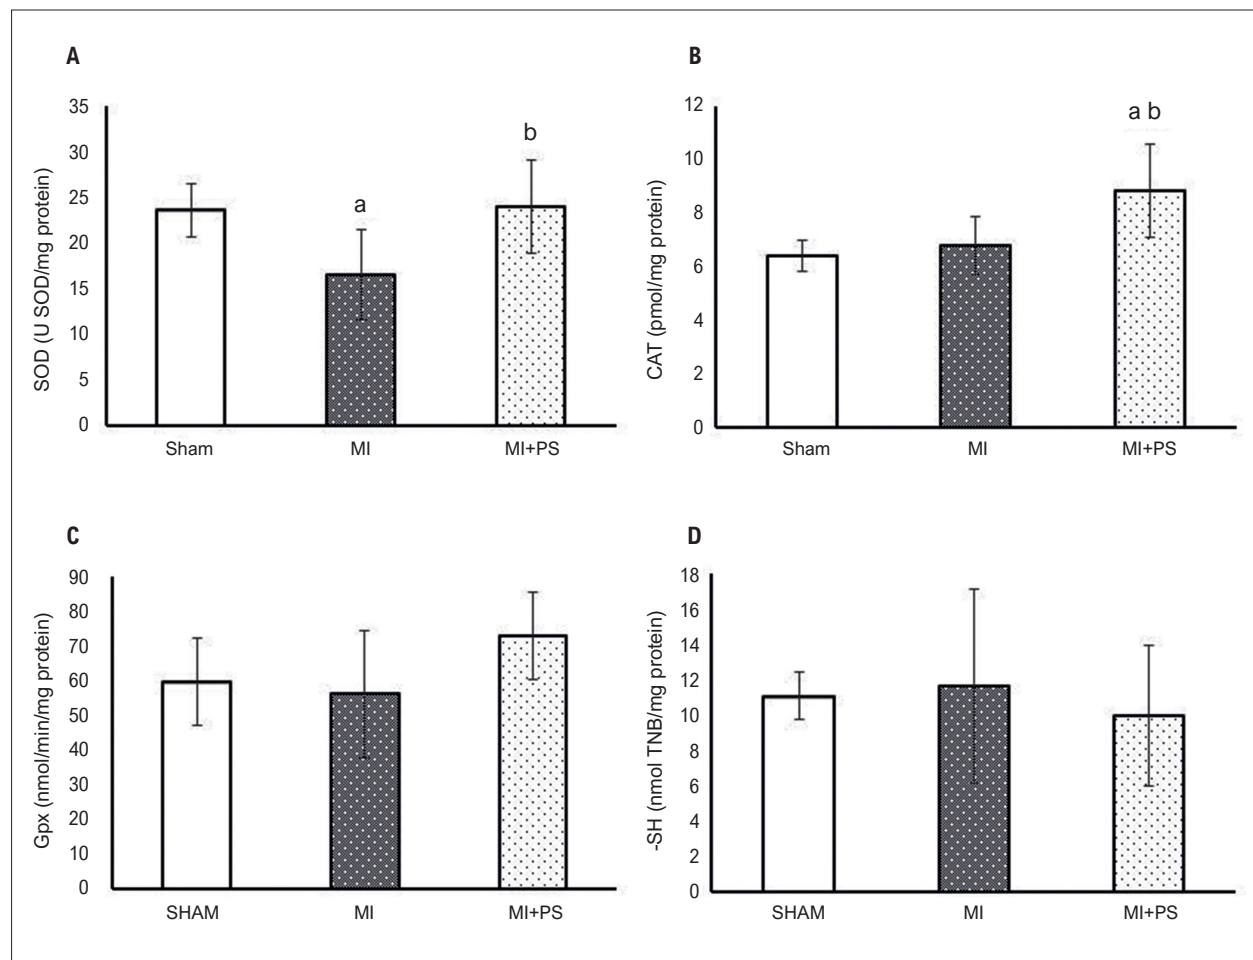 A
SOD (U SOD/mg protein)
35
30
25
20
15
10
5
0
a
b
Sham MI MI+PS
B
CAT (pmol/mg protein)
12
10
8
6
4
2
0
a b
Sham MI MI+PS
C
Gpx (nmol/min/mg protein)
90
80
70
60
50
40
30
20
10
0
SHAM MI MI+PS
D
-SH (nmol TNB/mg protein)
18
16
14
12
10
8
6
4
2
0
SHAM MI MI+PS